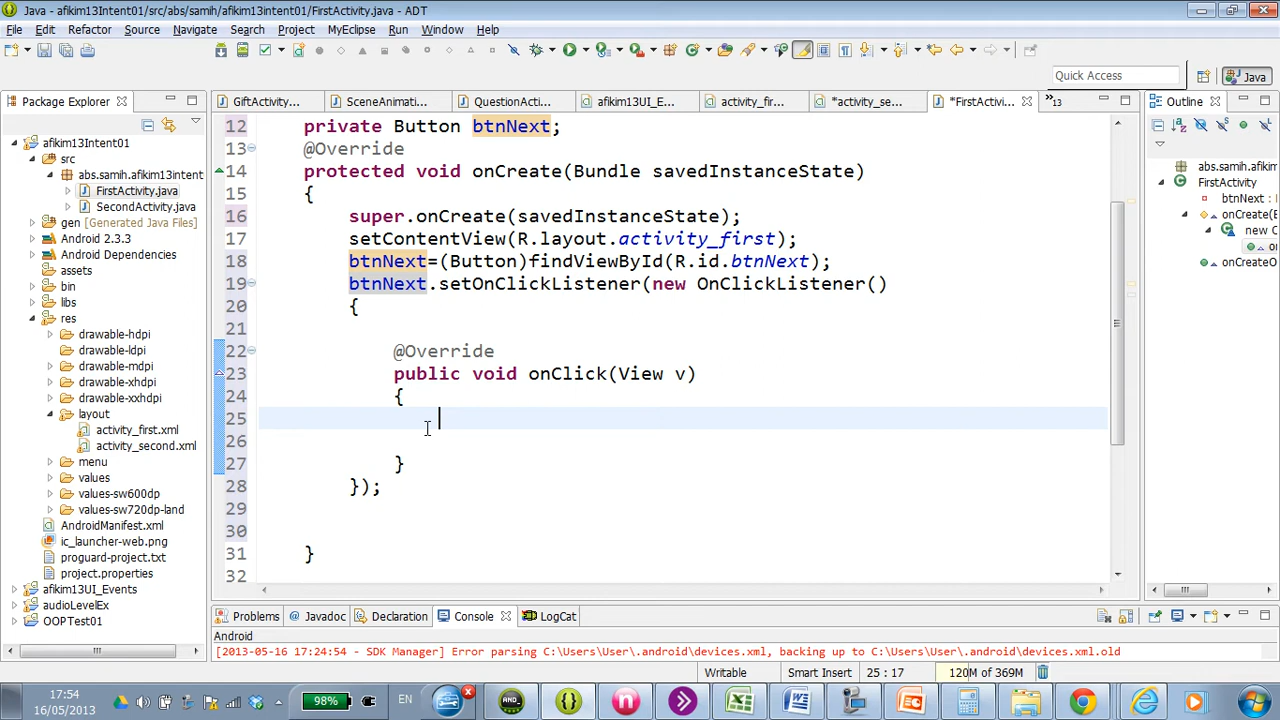 Java - afikim13Intent01/src/abs/samih/afikim13intent01/FirstActivity.java - ADT
File Edit Refactor Source Navigate Search Project MyEclipse Run Window Help
Quick Access
Java
Package Explorer
GiftActivity....
SceneAnimati...
QuestionActi...
afikim13UI_E...
activity_fir...
*activity_se...
*FirstActivi...
»13
Outline
afikim13Intent01
src
abs.samih.afikim13intent
FirstActivity.java
SecondActivity.java
gen [Generated Java Files]
Android 2.3.3
Android Dependencies
assets
bin
libs
res
drawable-hdpi
drawable-ldpi
drawable-mdpi
drawable-xhdpi
drawable-xxhdpi
layout
activity_first.xml
activity_second.xml
menu
values
values-sw600dp
values-sw720dp-land
AndroidManifest.xml
ic_launcher-web.png
proguard-project.txt
project.properties
afikim13UI_Events
audioLevelEx
OOPTest01
12 private Button btnNext;
13 @Override
14 protected void onCreate(Bundle savedInstanceState)
15 {
16 super.onCreate(savedInstanceState);
17 setContentView(R.layout.activity_first);
18 btnNext=(Button)findViewById(R.id.btnNext);
19 btnNext.setOnClickListener(new OnClickListener()
20 {
21
22 @Override
23 public void onClick(View v)
24 {
25
26
27 }
28 });
29
30
31 }
32
abs.samih.afikim13
FirstActivity
btnNext :
onCreate(B
new C
on
onCreateO
Problems
@ Javadoc
Declaration
Console
LogCat
Android
[2013-05-16 17:24:54 - SDK Manager] Error parsing C:\Users\User\.android\devices.xml, backing up to C:\Users\User\.android\devices.xml.old
Writable
Smart Insert
25 : 17
120M of 369M
17:54
16/05/2013
98%
EN